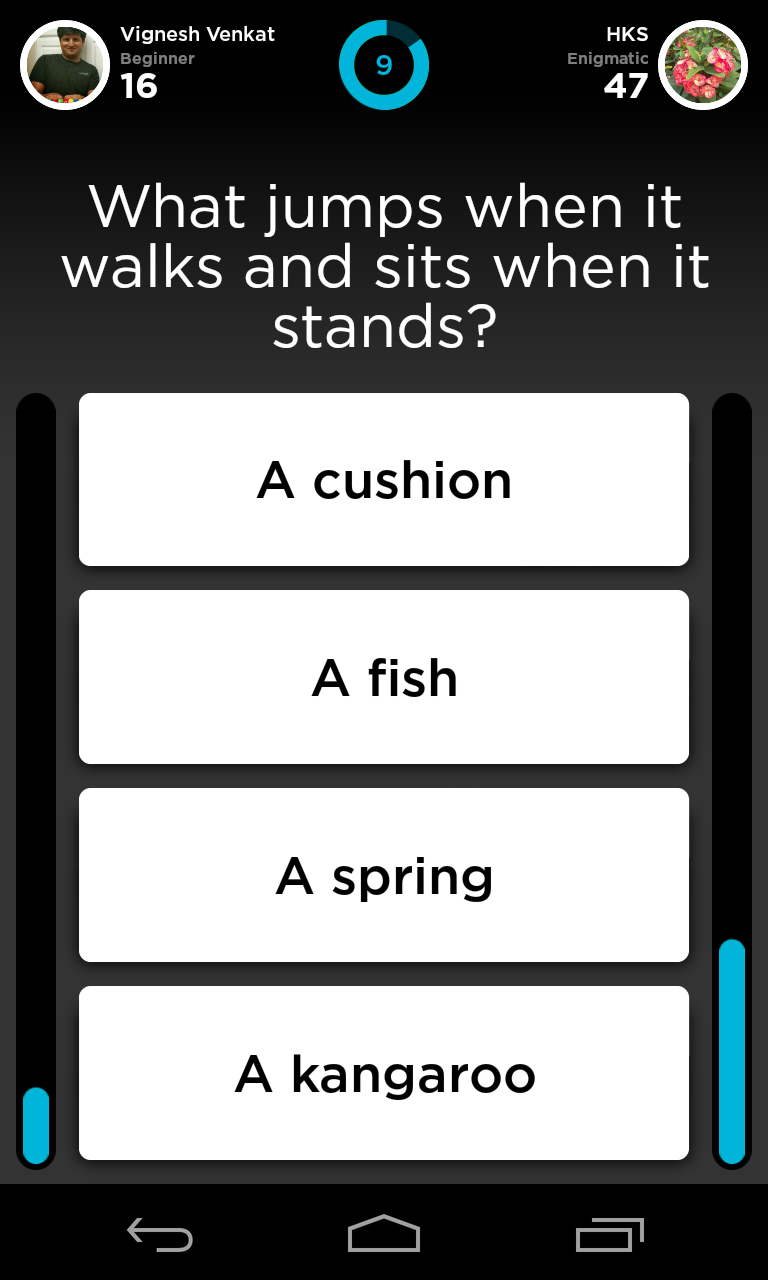 Vignesh Venkat
Beginner
16
9
HKS
Enigmatic
47
What jumps when it
walks and sits when it
stands?
A cushion
A fish
A spring
A kangaroo